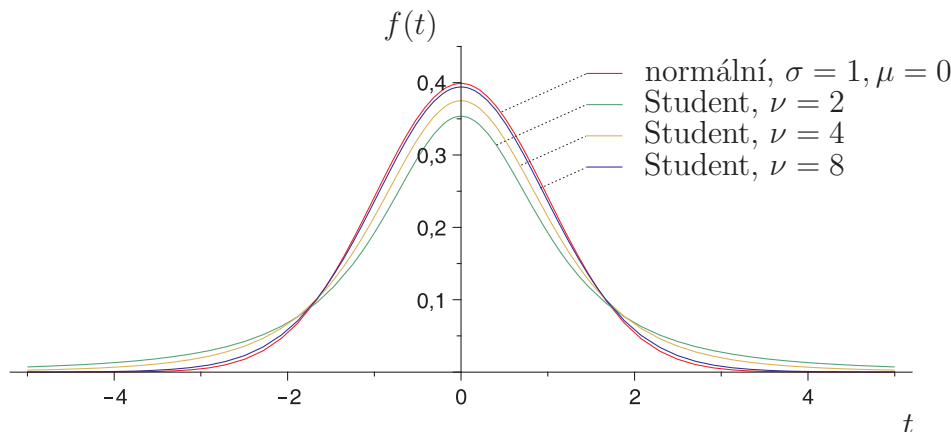 f(t)
normální, σ = 1, μ = 0
0,4
Student, ν = 2
Student, ν = 4
0,3
Student, ν = 8
0,2
0,1
−4 −2 0 2 4
t